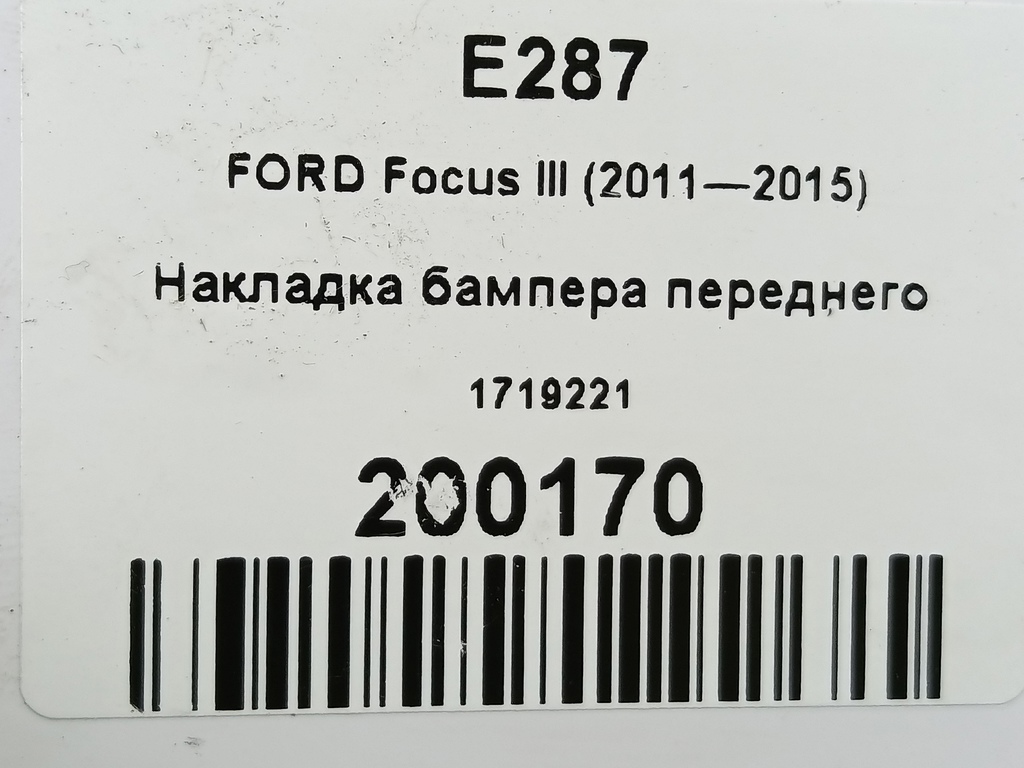 E287
FORD Focus III (2011—2015)
Накладка бампера переднего
1719221
200170